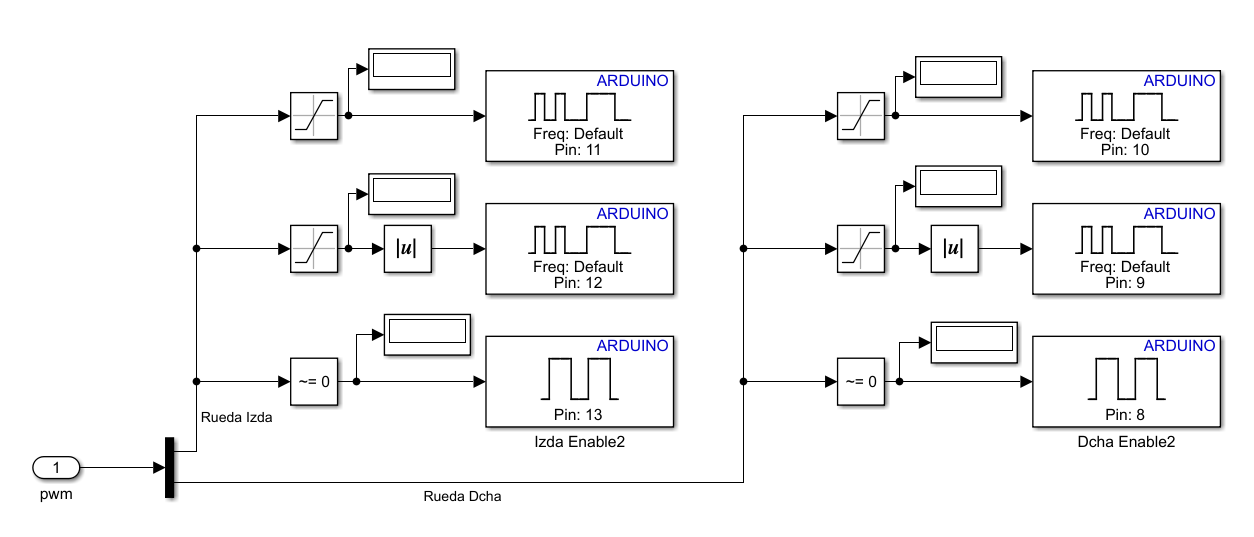 ARDUINO
Freq: Default
Pin: 11
ARDUINO
Freq: Default
Pin: 10
|u|
ARDUINO
Freq: Default
Pin: 12
|u|
ARDUINO
Freq: Default
Pin: 9
~= 0
ARDUINO
Pin: 13
Izda Enable2
~= 0
ARDUINO
Pin: 8
Dcha Enable2
Rueda Izda
1
pwm
Rueda Dcha